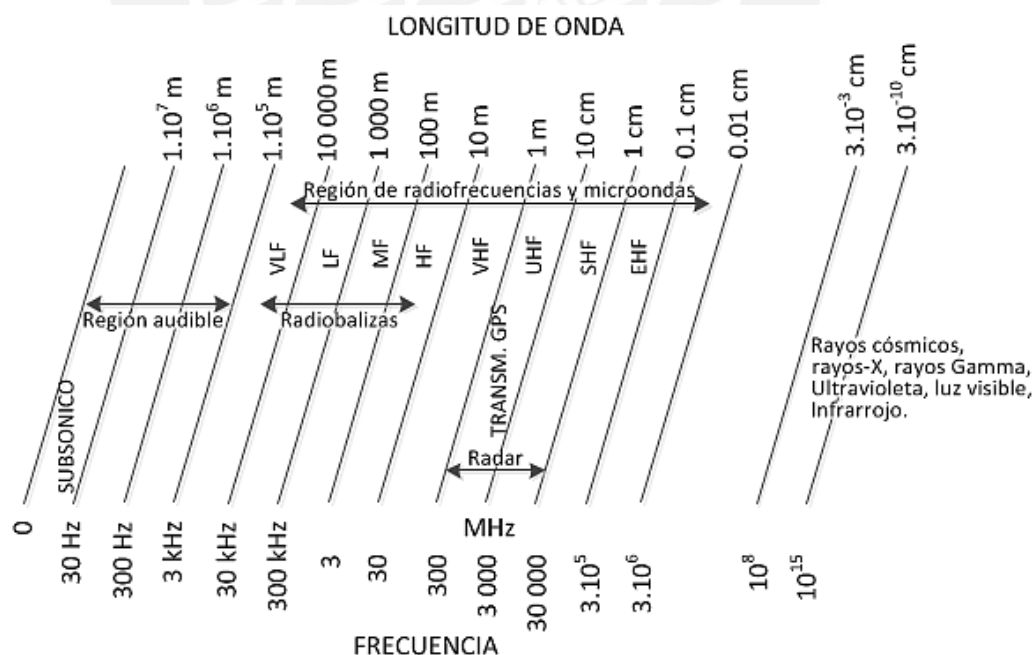 LONGITUD DE ONDA
1.10⁷ m
1.10⁶ m
1.10⁵ m
10 000 m
1 000 m
100 m
10 m
1 m
10 cm
1 cm
0.1 cm
0.01 cm
3.10⁻³ cm
3.10⁻¹⁰ cm
Región de radiofrecuencias y microondas
VLF
LF
MF
HF
VHF
UHF
SHF
EHF
Región audible
Radiobalizas
TRANSM. GPS
Rayos cósmicos,
rayos-X, rayos Gamma,
Ultravioleta, luz visible,
Infrarrojo.
SUBSONICO
Radar
MHz
0
30 Hz
300 Hz
3 kHz
30 kHz
300 kHz
3
30
300
3 000
30 000
3.10⁵
3.10⁶
10⁸
10¹⁵
FRECUENCIA